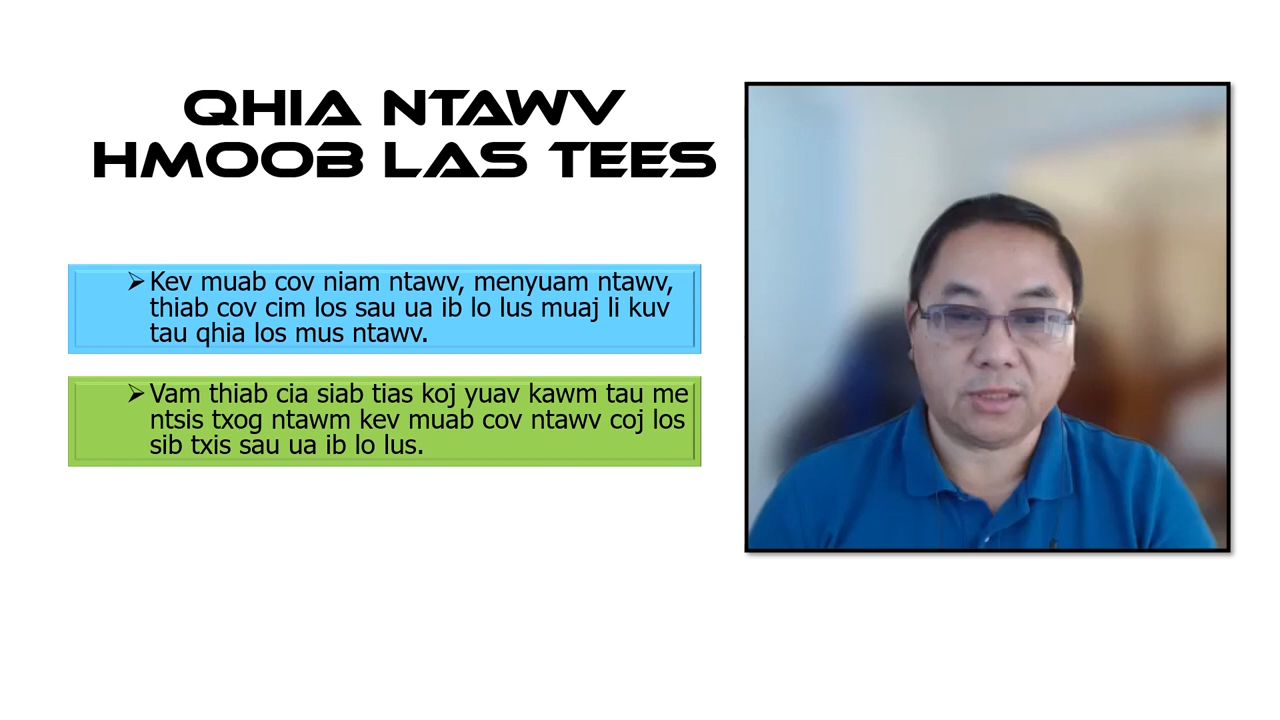 QHIA NTAWV
HMOOB LAS TEES
Kev muab cov niam ntawv, menyuam ntawv,
thiab cov cim los sau ua ib lo lus muaj li kuv
tau qhia los mus ntawv.
Vam thiab cia siab tias koj yuav kawm tau me
ntsis txog ntawm kev muab cov ntawv coj los
sib txis sau ua ib lo lus.